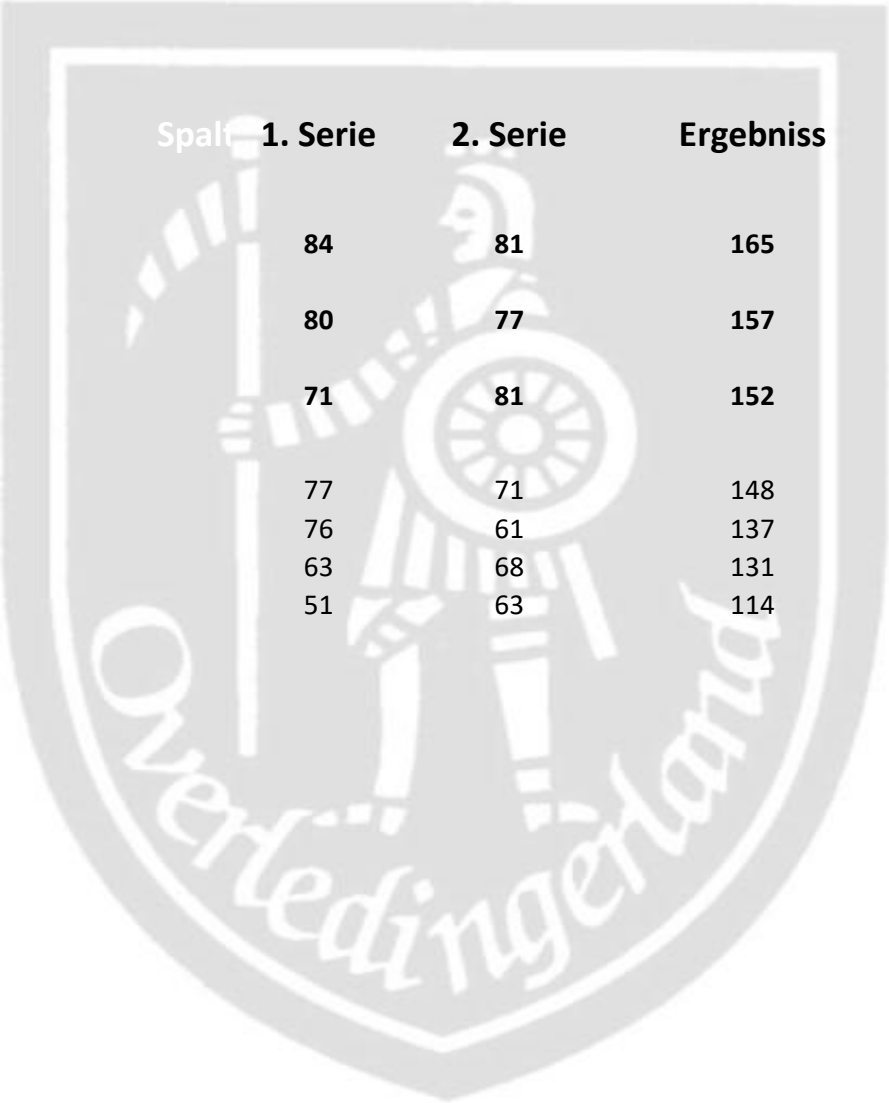 Spalt 1. Serie 2. Serie Ergebniss
84 81 165
80 77 157
71 81 152
77 71 148
76 61 137
63 68 131
51 63 114
Overledingerland